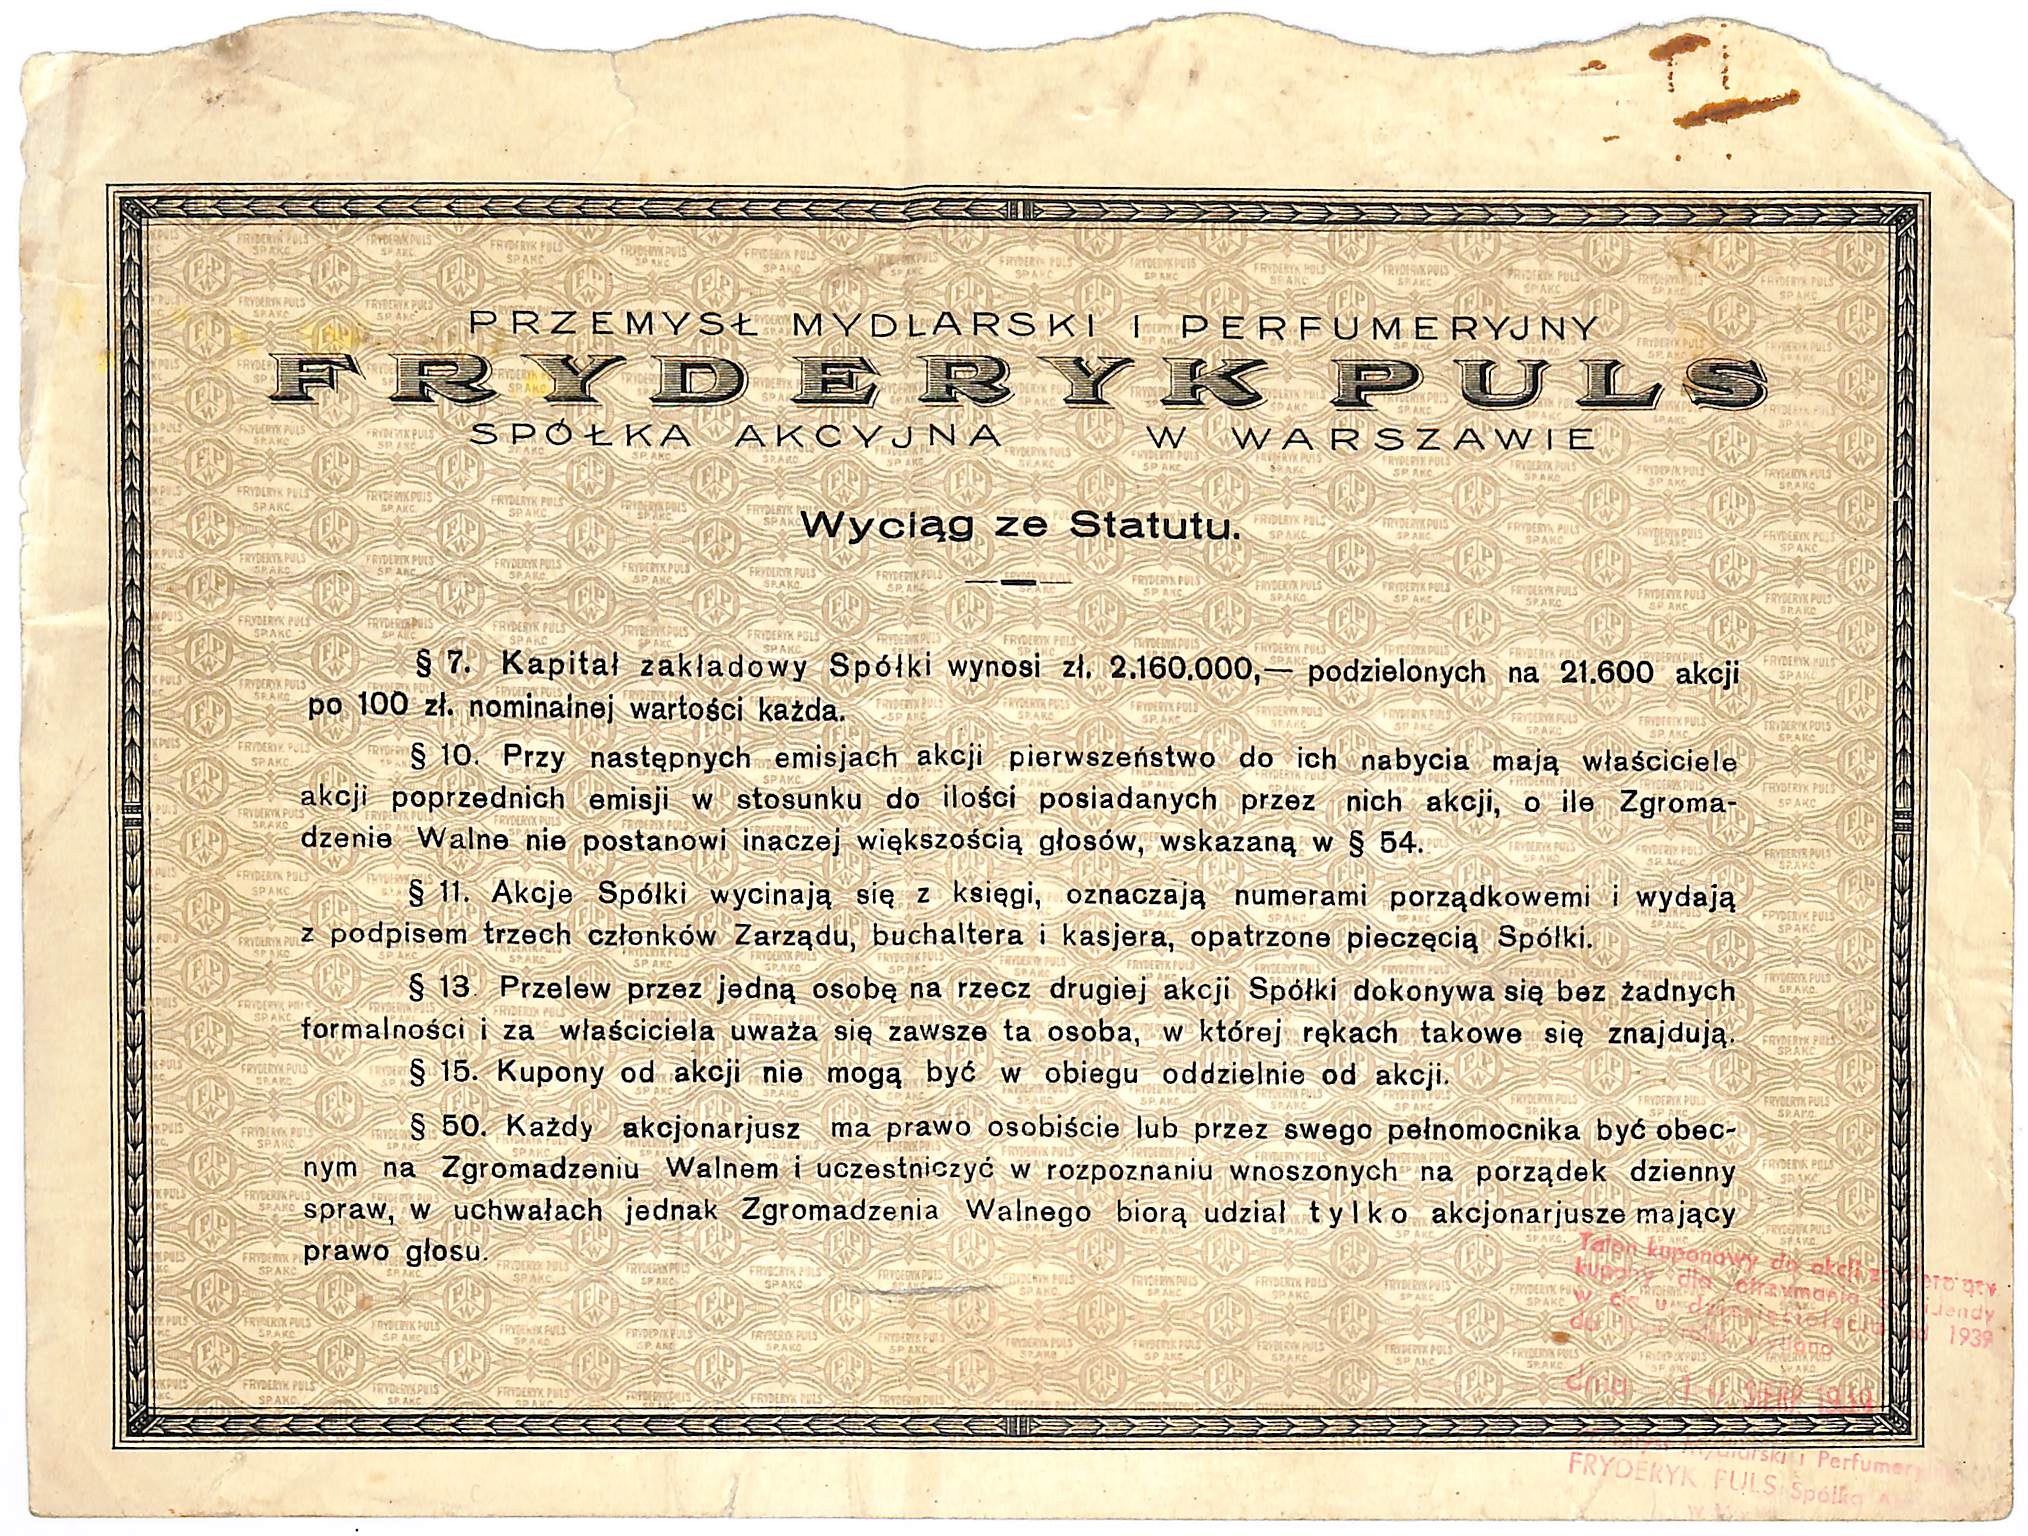 PRZEMYSŁ MYDLARSKI I PERFUMERYJNY
FRYDERYK PULS
SPÓŁKA AKCYJNA W WARSZAWIE
Wyciąg ze Statutu.
§ 7. Kapitał zakładowy Spółki wynosi zł. 2.160.000,— podzielonych na 21.600 akcji
po 100 zł. nominalnej wartości każda.
§ 10. Przy następnych emisjach akcji pierwszeństwo do ich nabycia mają właściciele
akcji poprzednich emisji w stosunku do ilości posiadanych przez nich akcji, o ile Zgroma-
dzenie Walne nie postanowi inaczej większością głosów, wskazaną w § 54.
§ 11. Akcje Spółki wycinają się z księgi, oznaczają numerami porządkowemi i wydają
z podpisem trzech członków Zarządu, buchaltera i kasjera, opatrzone pieczęcią Spółki.
§ 13. Przelew przez jedną osobę na rzecz drugiej akcji Spółki dokonywa się bez żadnych
formalności i za właściciela uważa się zawsze ta osoba, w której rękach takowe się znajdują.
§ 15. Kupony od akcji nie mogą być w obiegu oddzielnie od akcji.
§ 50. Każdy akcjonarjusz ma prawo osobiście lub przez swego pełnomocnika być obec-
nym na Zgromadzeniu Walnem i uczestniczyć w rozpoznaniu wnoszonych na porządek dzienny
spraw, w uchwałach jednak Zgromadzenia Walnego biorą udział tylko akcjonarjusze mający
prawo głosu.
Talon kuponowy do akcji
kupony dla otrzymania
w dziesięciolecia od 1939
wydano
dnia SIERP. 1939
Mydlarski i
FRYDERYK PULS Spółka